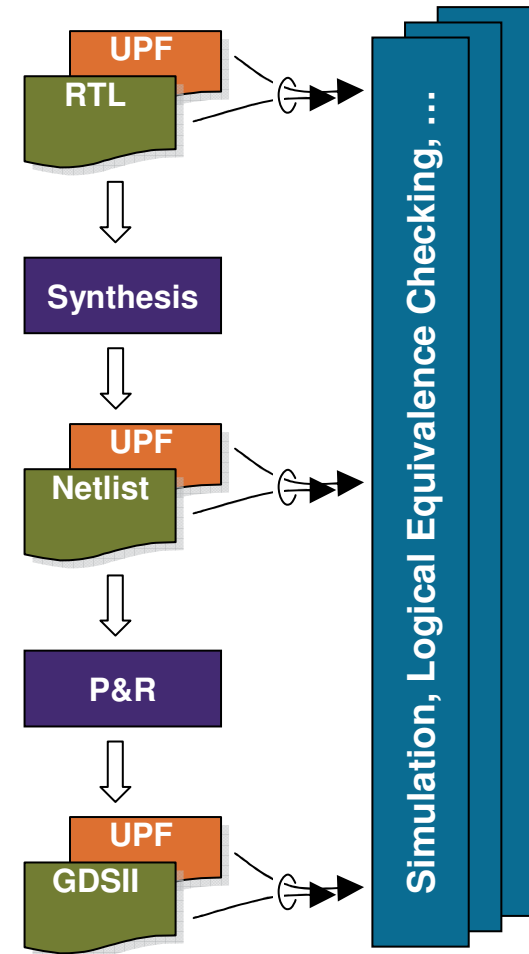 UPF
RTL
Synthesis
UPF
Netlist
P&R
UPF
GDSII
Simulation, Logical Equivalence Checking, ...